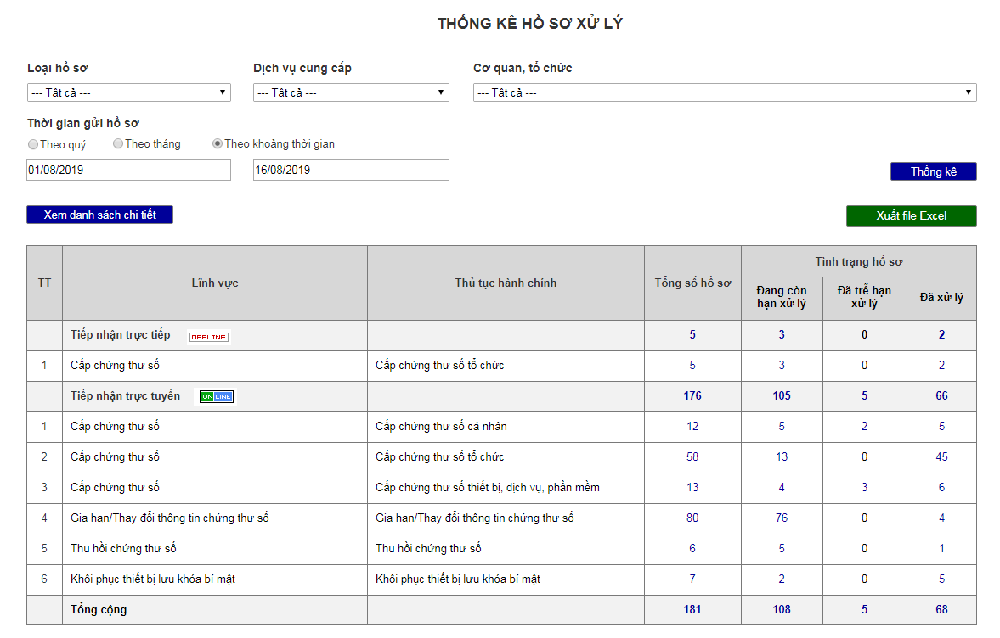 THỐNG KÊ HỒ SƠ XỬ LÝ
Loại hồ sơ Dịch vụ cung cấp Cơ quan, tổ chức
--- Tất cả --- --- Tất cả --- --- Tất cả ---
Thời gian gửi hồ sơ
Theo quý Theo tháng Theo khoảng thời gian
01/08/2019 16/08/2019 Thống kê
Xem danh sách chi tiết Xuất file Excel
TT Lĩnh vực Thủ tục hành chính Tổng số hồ sơ Tình trạng hồ sơ
Đang còn hạn xử lý Đã trễ hạn xử lý Đã xử lý
Tiếp nhận trực tiếp OFFLINE 5 3 0 2
1 Cấp chứng thư số Cấp chứng thư số tổ chức 5 3 0 2
Tiếp nhận trực tuyến ONLINE 176 105 5 66
1 Cấp chứng thư số Cấp chứng thư số cá nhân 12 5 2 5
2 Cấp chứng thư số Cấp chứng thư số tổ chức 58 13 0 45
3 Cấp chứng thư số Cấp chứng thư số thiết bị, dịch vụ, phần mềm 13 4 3 6
4 Gia hạn/Thay đổi thông tin chứng thư số Gia hạn/Thay đổi thông tin chứng thư số 80 76 0 4
5 Thu hồi chứng thư số Thu hồi chứng thư số 6 5 0 1
6 Khôi phục thiết bị lưu khóa bí mật Khôi phục thiết bị lưu khóa bí mật 7 2 0 5
Tổng cộng 181 108 5 68